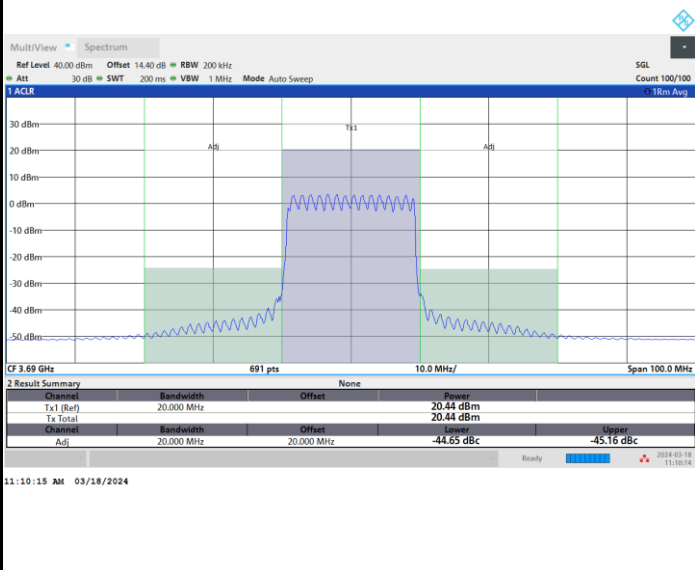 MultiView Spectrum
Ref Level 40.00 dBm Offset 14.40 dB RBW 200 kHz SGL
Att 30 dB SWT 200 ms VBW 1 MHz Mode Auto Sweep Count 100/100
1 ACLR 1Rm Avg
Tx1
Adj Adj
30 dBm
20 dBm
10 dBm
0 dBm
-10 dBm
-20 dBm
-30 dBm
-40 dBm
-50 dBm
CF 3.69 GHz 691 pts 10.0 MHz/ Span 100.0 MHz
2 Result Summary None
Channel Bandwidth Offset Power
Tx1 (Ref) 20.000 MHz 20.44 dBm
Tx Total 20.44 dBm
Channel Bandwidth Offset Lower Upper
Adj 20.000 MHz 20.000 MHz -44.65 dBc -45.16 dBc
Ready 2024-03-18
11:10:14
11:10:15 AM 03/18/2024